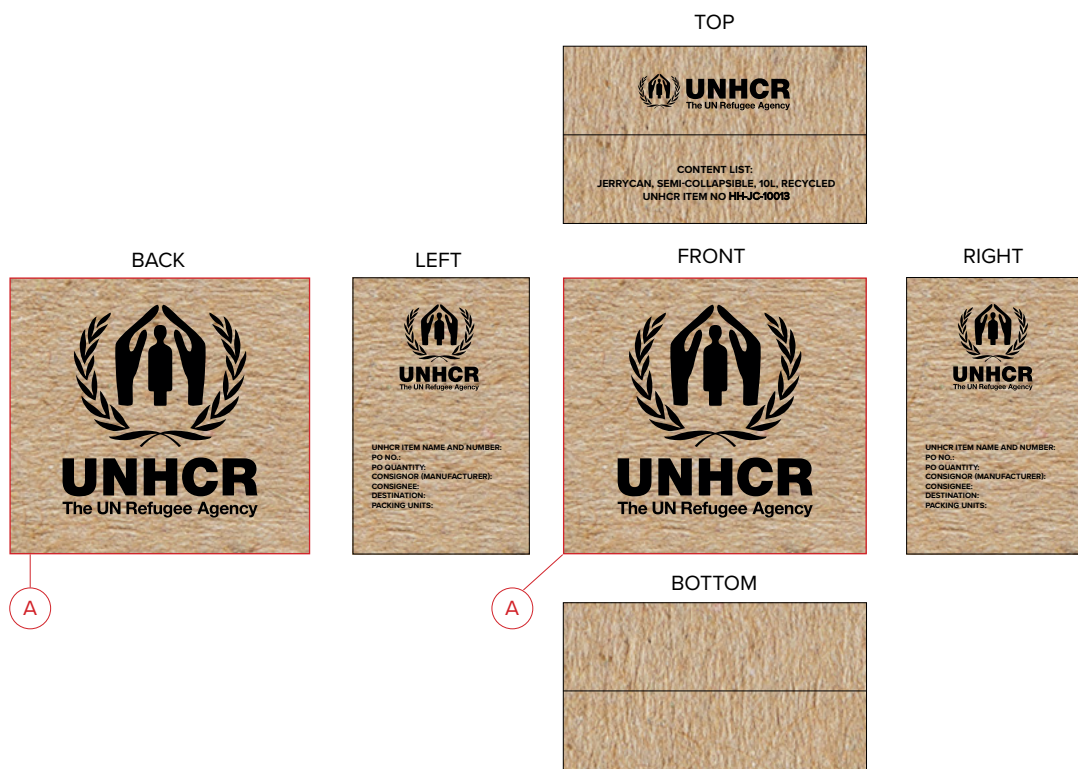 TOP
UNHCR
The UN Refugee Agency
CONTENT LIST:
JERRYCAN, SEMI-COLLAPSIBLE, 10L, RECYCLED
UNHCR ITEM NO HH-JC-10013
BACK
UNHCR
The UN Refugee Agency
A
LEFT
UNHCR
The UN Refugee Agency
UNHCR ITEM NAME AND NUMBER:
PO NO.:
PO QUANTITY:
CONSIGNOR (MANUFACTURER):
CONSIGNEE:
DESTINATION:
PACKING UNITS:
FRONT
UNHCR
The UN Refugee Agency
A
RIGHT
UNHCR
The UN Refugee Agency
UNHCR ITEM NAME AND NUMBER:
PO NO.:
PO QUANTITY:
CONSIGNOR (MANUFACTURER):
CONSIGNEE:
DESTINATION:
PACKING UNITS:
BOTTOM